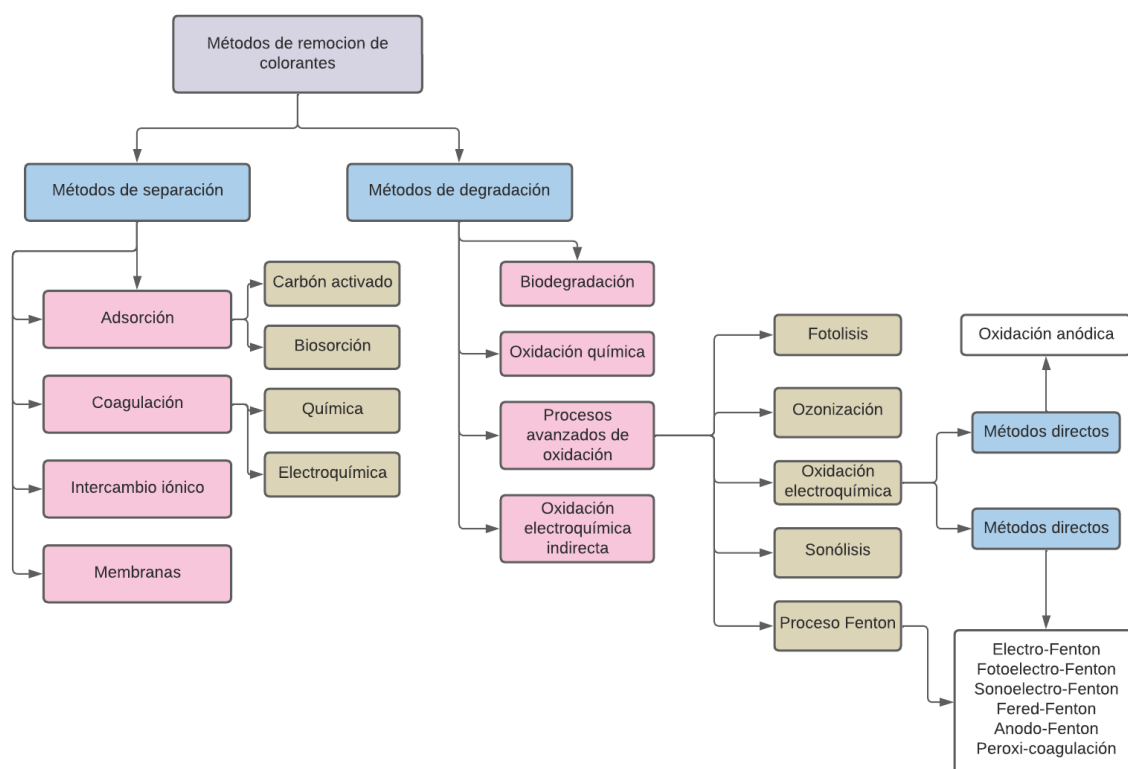 Métodos de remocion de
colorantes
Métodos de separación
Métodos de degradación
Adsorción
Carbón activado
Biosorción
Coagulación
Química
Electroquímica
Intercambio iónico
Membranas
Biodegradación
Oxidación química
Procesos
avanzados de
oxidación
Oxidación
electroquímica
indirecta
Fotolisis
Ozonización
Oxidación
electroquímica
Sonólisis
Proceso Fenton
Oxidación anódica
Métodos directos
Métodos directos
Electro-Fenton
Fotoelectro-Fenton
Sonoelectro-Fenton
Fered-Fenton
Anodo-Fenton
Peroxi-coagulación